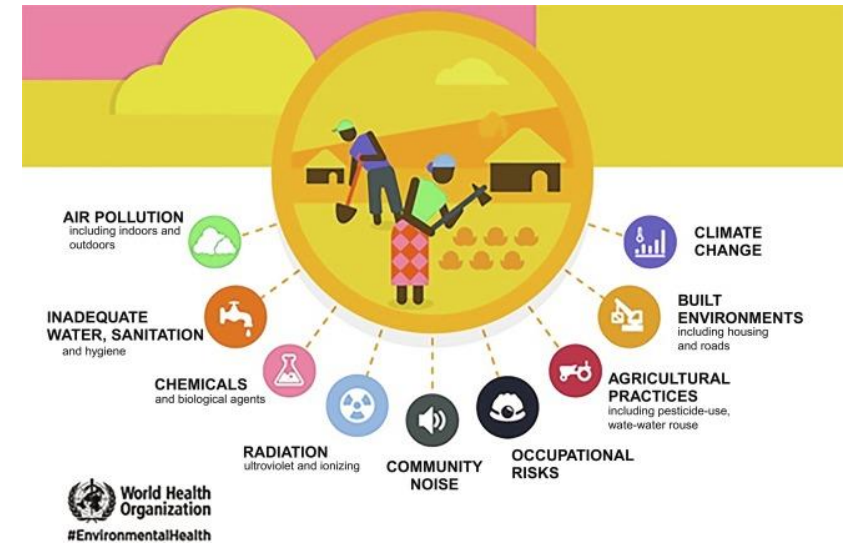 AIR POLLUTION
including indoors and
outdoors
INADEQUATE
WATER, SANITATION
and hygiene
CHEMICALS
and biological agents
RADIATION
ultroviolet and ionizing
COMMUNITY
NOISE
OCCUPATIONAL
RISKS
AGRICULTURAL
PRACTICES
including pesticide-use,
wate-water rouse
BUILT
ENVIRONMENTS
including housing
and roads
CLIMATE
CHANGE
World Health
Organization
#EnvironmentalHealth